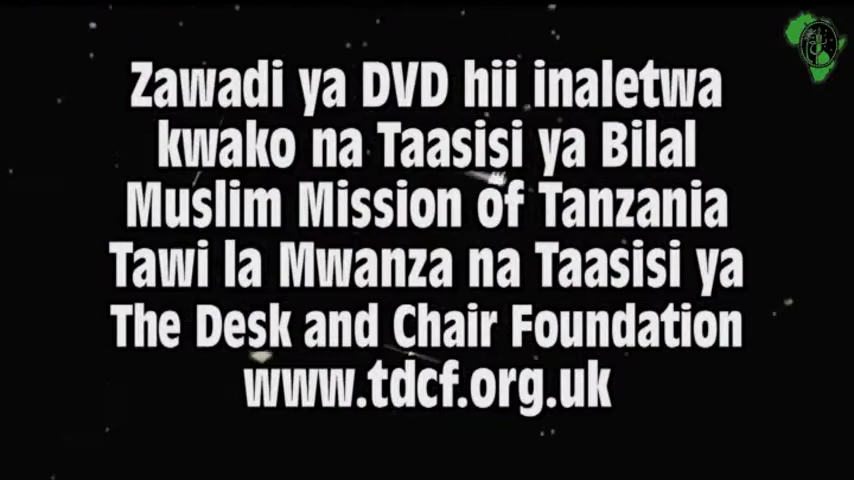 Zawadi ya DVD hii inaletwa
kwako na Taasisi ya Bilal
Muslim Mission of Tanzania
Tawi la Mwanza na Taasisi ya
The Desk and Chair Foundation
www.tdcf.org.uk